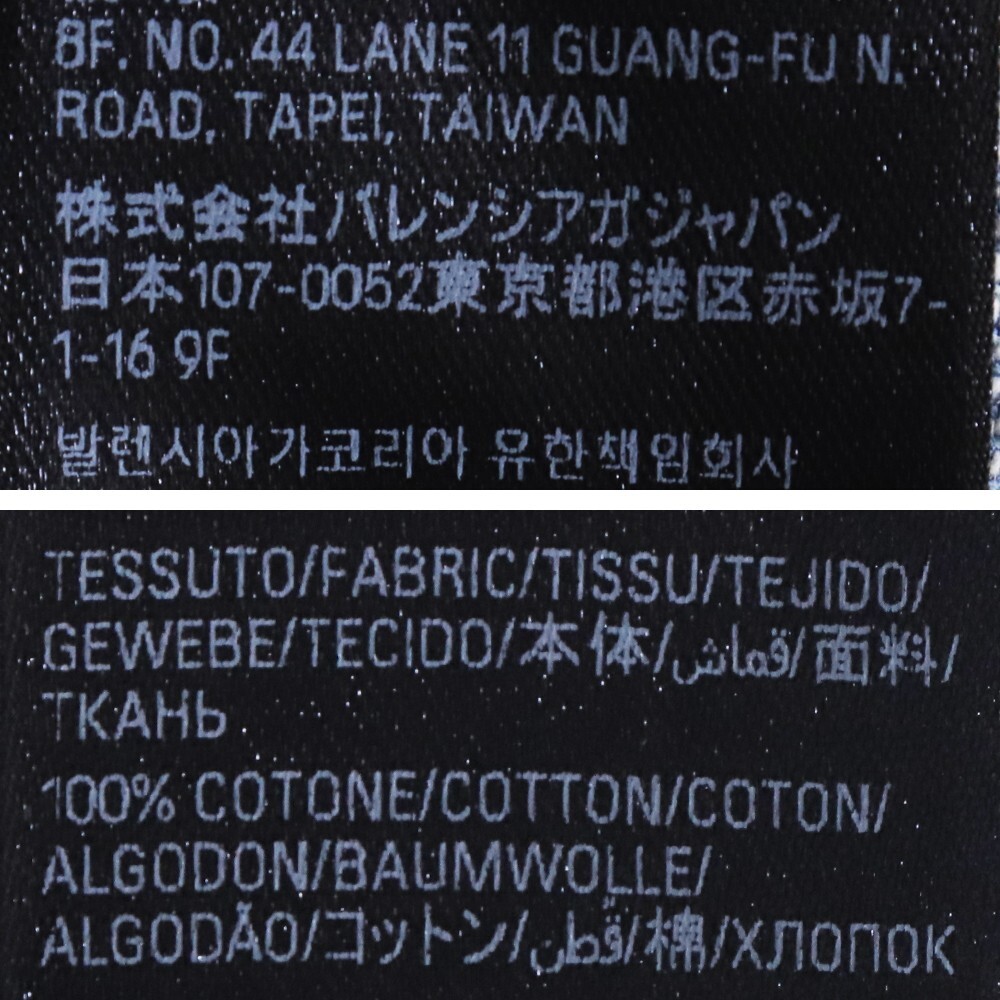 8F. NO. 44 LANE 11 GUANG-FU N.
ROAD, TAPEI, TAIWAN
株式会社バレンシアガジャパン
日本107-0052東京都港区赤坂7-
1-16 9F
발렌시아가코리아 유한책임회사
TESSUTO/FABRIC/TISSU/TEJIDO/
GEWEBE/TECIDO/本体/قماش/面料/
ТКАНЬ
100% COTONE/COTTON/COTON/
ALGODON/BAUMWOLLE/
ALGODÃO/コットン/قطن/棉/ХЛОПОК